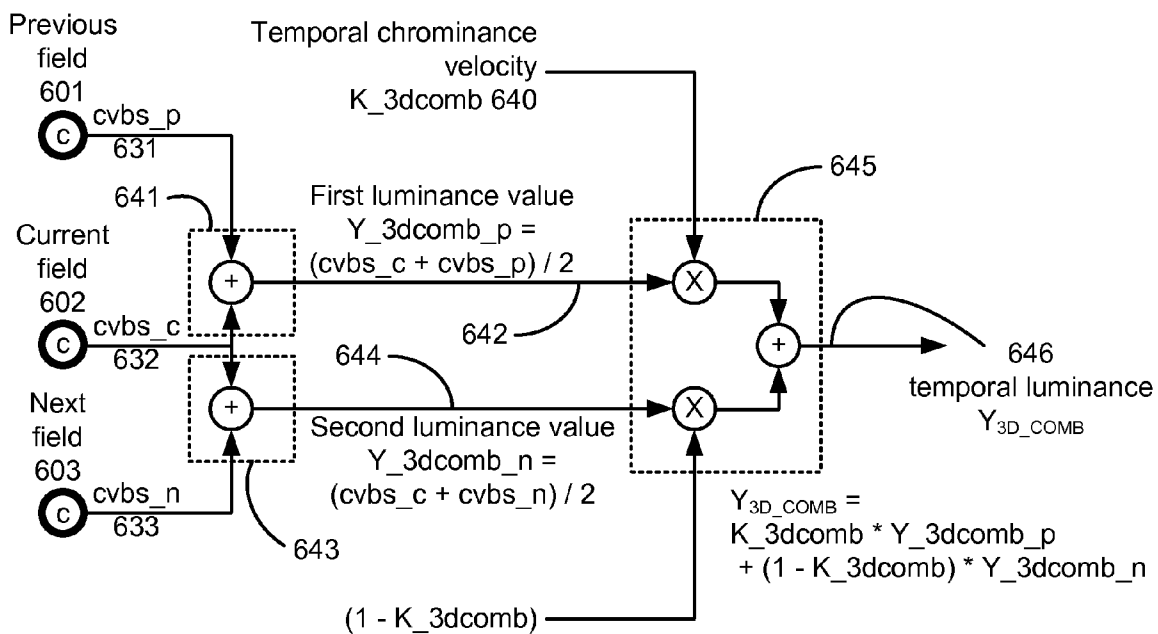 Previous
field
601
c
cvbs_p
631
Temporal chrominance
velocity
K_3dcomb 640
641
645
First luminance value
Y_3dcomb_p =
(cvbs_c + cvbs_p) / 2
Current
field
602
c
cvbs_c
632
+
X
642
644
+
646
temporal luminance
Y3D_COMB
Next
field
603
c
cvbs_n
633
+
X
Second luminance value
Y_3dcomb_n =
(cvbs_c + cvbs_n) / 2
643
Y3D_COMB =
K_3dcomb * Y_3dcomb_p
+ (1 - K_3dcomb) * Y_3dcomb_n
(1 - K_3dcomb)